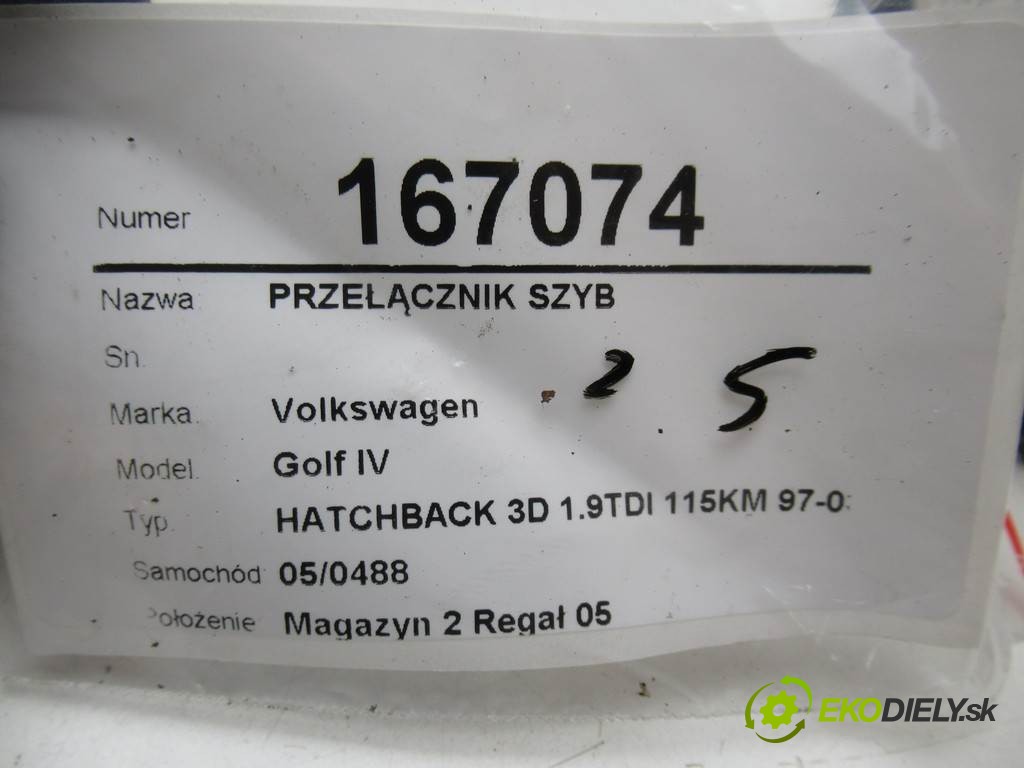 Numer 167074
Nazwa PRZEŁĄCZNIK SZYB
Sn.
2 5
Marka. Volkswagen
Model. Golf IV
Typ. HATCHBACK 3D 1.9TDI 115KM 97-0
Samochód 05/0488
Położenie Magazyn 2 Regał 05
EKODIELY.sk